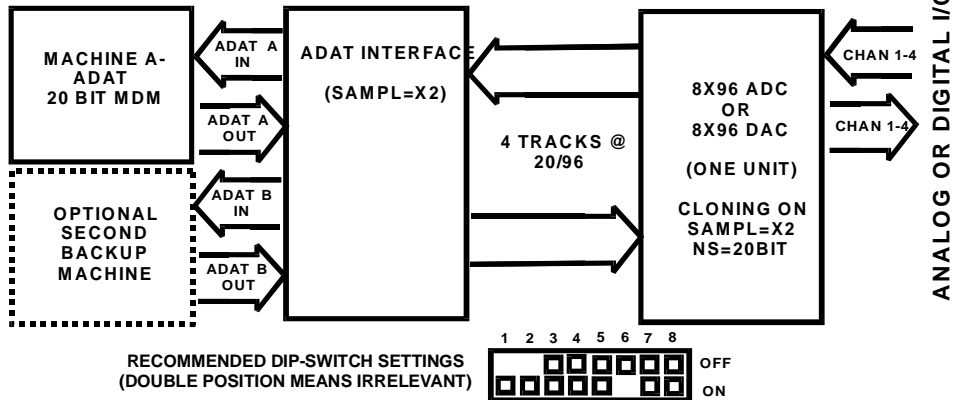 MACHINE A-
ADAT
20 BIT MDM
ADAT A
IN
ADAT A
OUT
OPTIONAL
SECOND
BACKUP
MACHINE
ADAT B
IN
ADAT B
OUT
ADAT INTERFACE
(SAMPL=X2)
4 TRACKS @
20/96
8X96 ADC
OR
8X96 DAC
(ONE UNIT)
CLONING ON
SAMPL=X2
NS=20BIT
CHAN 1-4
CHAN 1-4
ANALOG OR DIGITAL I/O
RECOMMENDED DIP-SWITCH SETTINGS
(DOUBLE POSITION MEANS IRRELEVANT)
1 2 3 4 5 6 7 8
OFF
ON